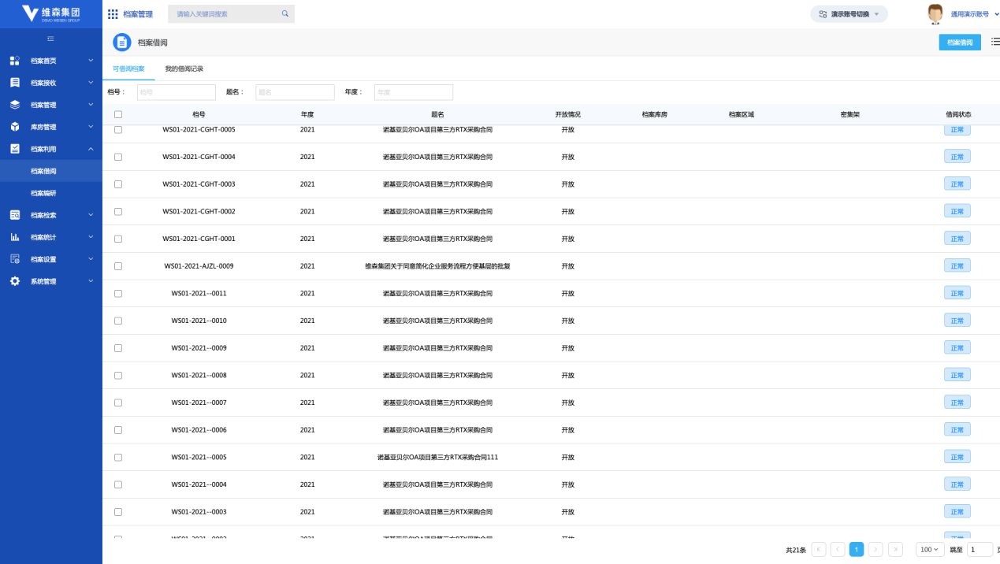 维森集团
档案管理
请输入关键词搜索
演示账号切换
通用演示账号
档案借阅
档案借阅
可借阅档案 我的借阅记录
档号： 档号 题名： 题名 年度： 年度
档案首页
档案接收
档案管理
库房管理
档案利用
档案借阅
档案编研
档案检索
档案统计
档案设置
系统管理
档号 年度 题名 开放情况 档案库房 档案区域 密集架 借阅状态
WS01-2021-CGHT-0005 2021 诺基亚贝尔OA项目第三方RTX采购合同 开放 正常
WS01-2021-CGHT-0004 2021 诺基亚贝尔OA项目第三方RTX采购合同 开放 正常
WS01-2021-CGHT-0003 2021 诺基亚贝尔OA项目第三方RTX采购合同 开放 正常
WS01-2021-CGHT-0002 2021 诺基亚贝尔OA项目第三方RTX采购合同 开放 正常
WS01-2021-CGHT-0001 2021 诺基亚贝尔OA项目第三方RTX采购合同 开放 正常
WS01-2021-AJZL-0009 2021 维森集团关于同意简化企业服务流程方便基层的批复 开放 正常
WS01-2021--0011 2021 诺基亚贝尔OA项目第三方RTX采购合同 开放 正常
WS01-2021--0010 2021 诺基亚贝尔OA项目第三方RTX采购合同 开放 正常
WS01-2021--0009 2021 诺基亚贝尔OA项目第三方RTX采购合同 开放 正常
WS01-2021--0008 2021 诺基亚贝尔OA项目第三方RTX采购合同 开放 正常
WS01-2021--0007 2021 诺基亚贝尔OA项目第三方RTX采购合同 开放 正常
WS01-2021--0006 2021 诺基亚贝尔OA项目第三方RTX采购合同 开放 正常
WS01-2021--0005 2021 诺基亚贝尔OA项目第三方RTX采购合同111 开放 正常
WS01-2021--0004 2021 诺基亚贝尔OA项目第三方RTX采购合同 开放 正常
WS01-2021--0003 2021 诺基亚贝尔OA项目第三方RTX采购合同 开放 正常
共21条 1 100 跳至 1